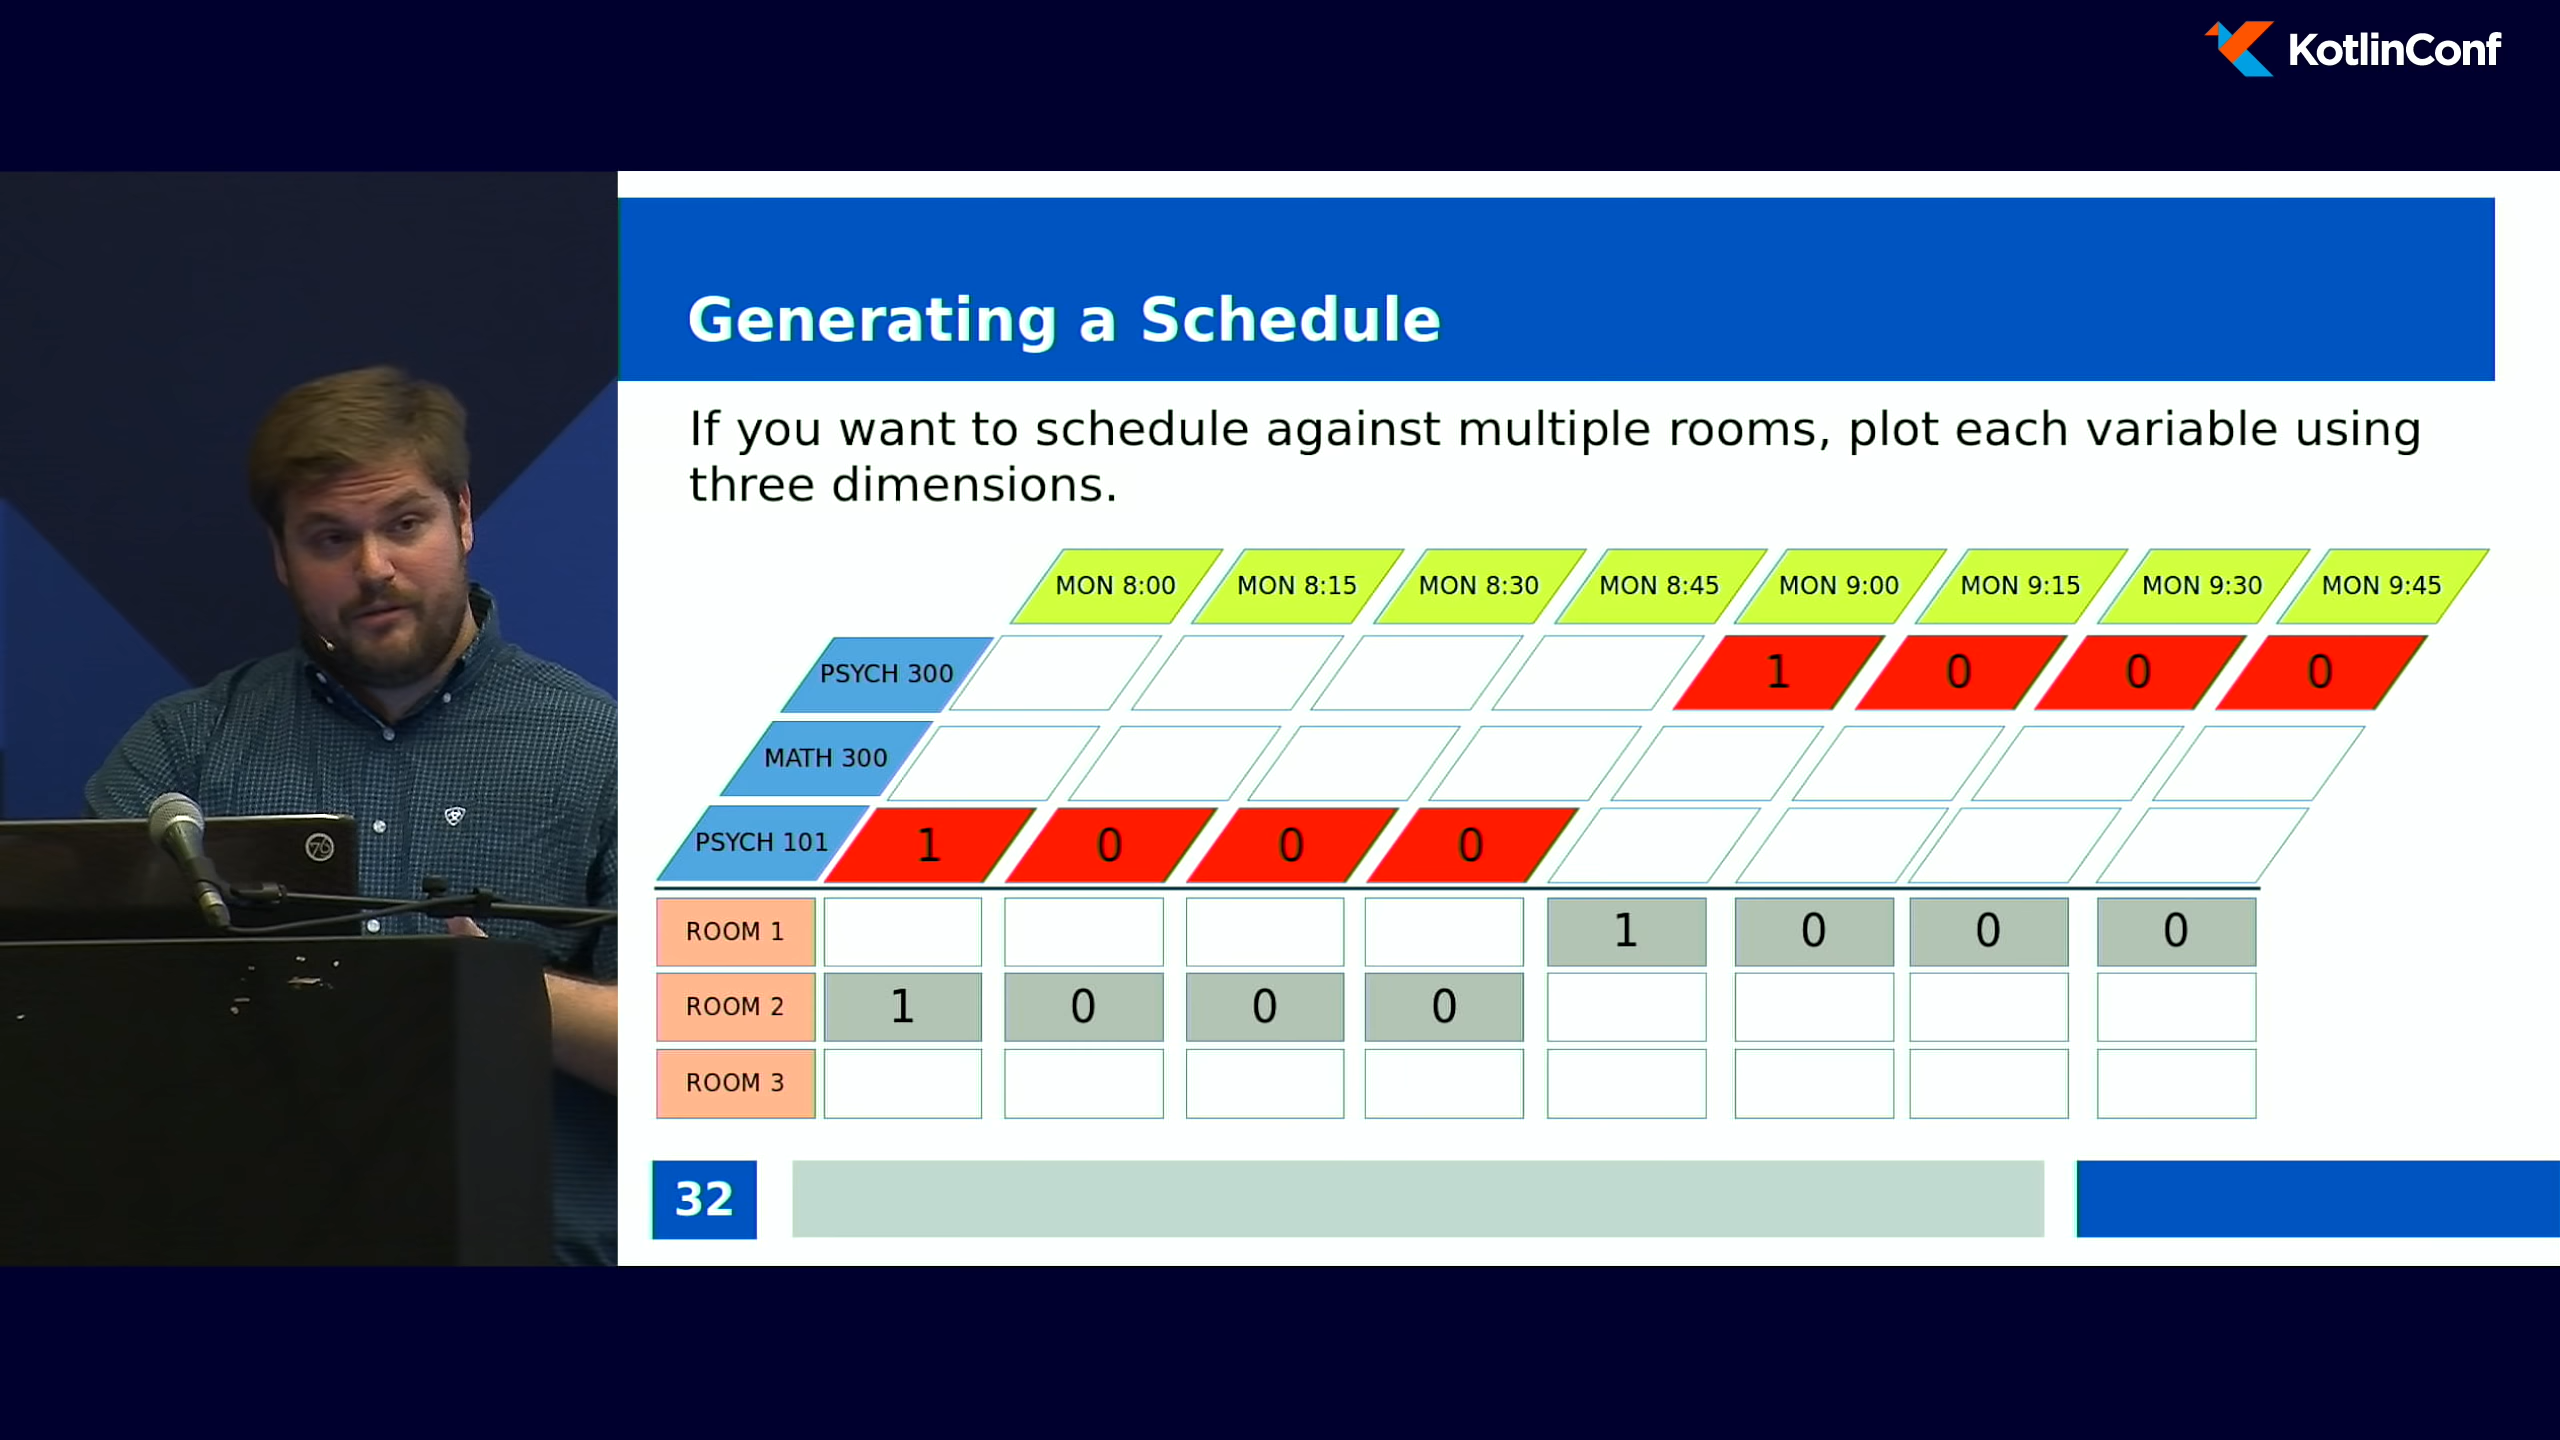 KotlinConf
Generating a Schedule
If you want to schedule against multiple rooms, plot each variable using
three dimensions.
MON 8:00 MON 8:15 MON 8:30 MON 8:45 MON 9:00 MON 9:15 MON 9:30 MON 9:45
PSYCH 300 1 0 0 0
MATH 300
PSYCH 101 1 0 0 0
ROOM 1 1 0 0 0
ROOM 2 1 0 0 0
ROOM 3
76
32